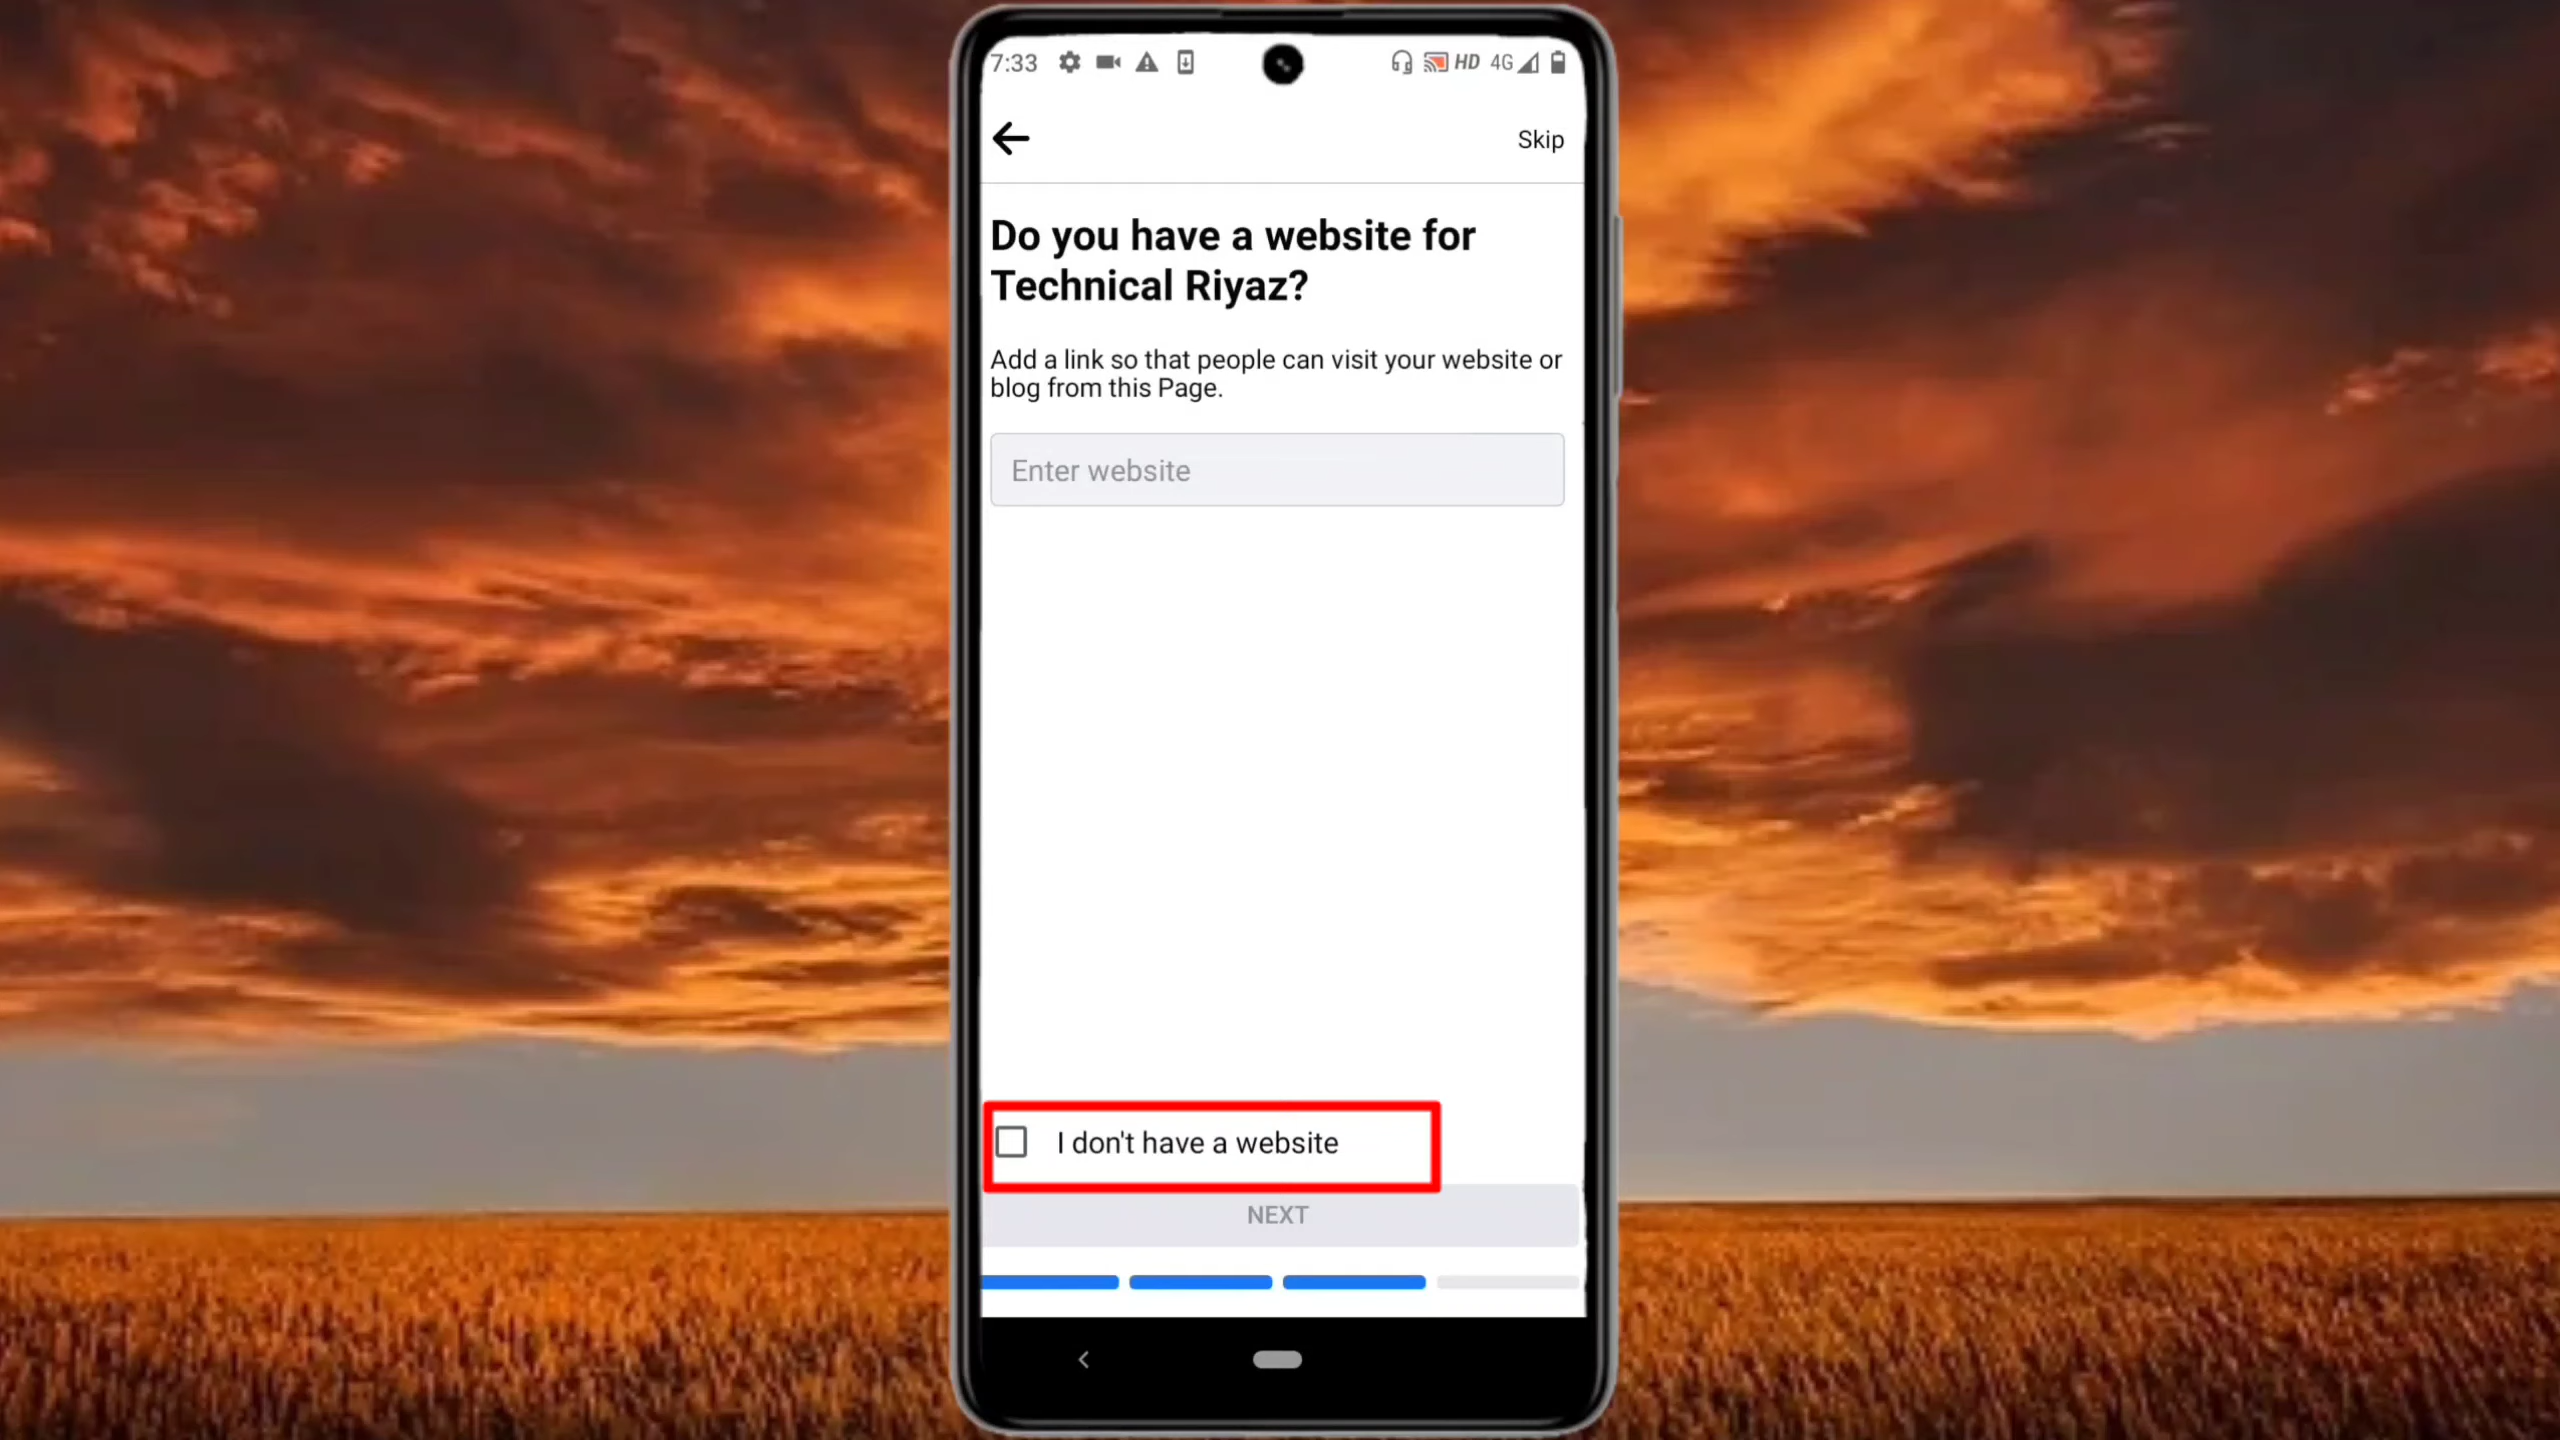 7:33 HD 4G
Skip
Do you have a website for
Technical Riyaz?
Add a link so that people can visit your website or
blog from this Page.
Enter website
I don't have a website
NEXT